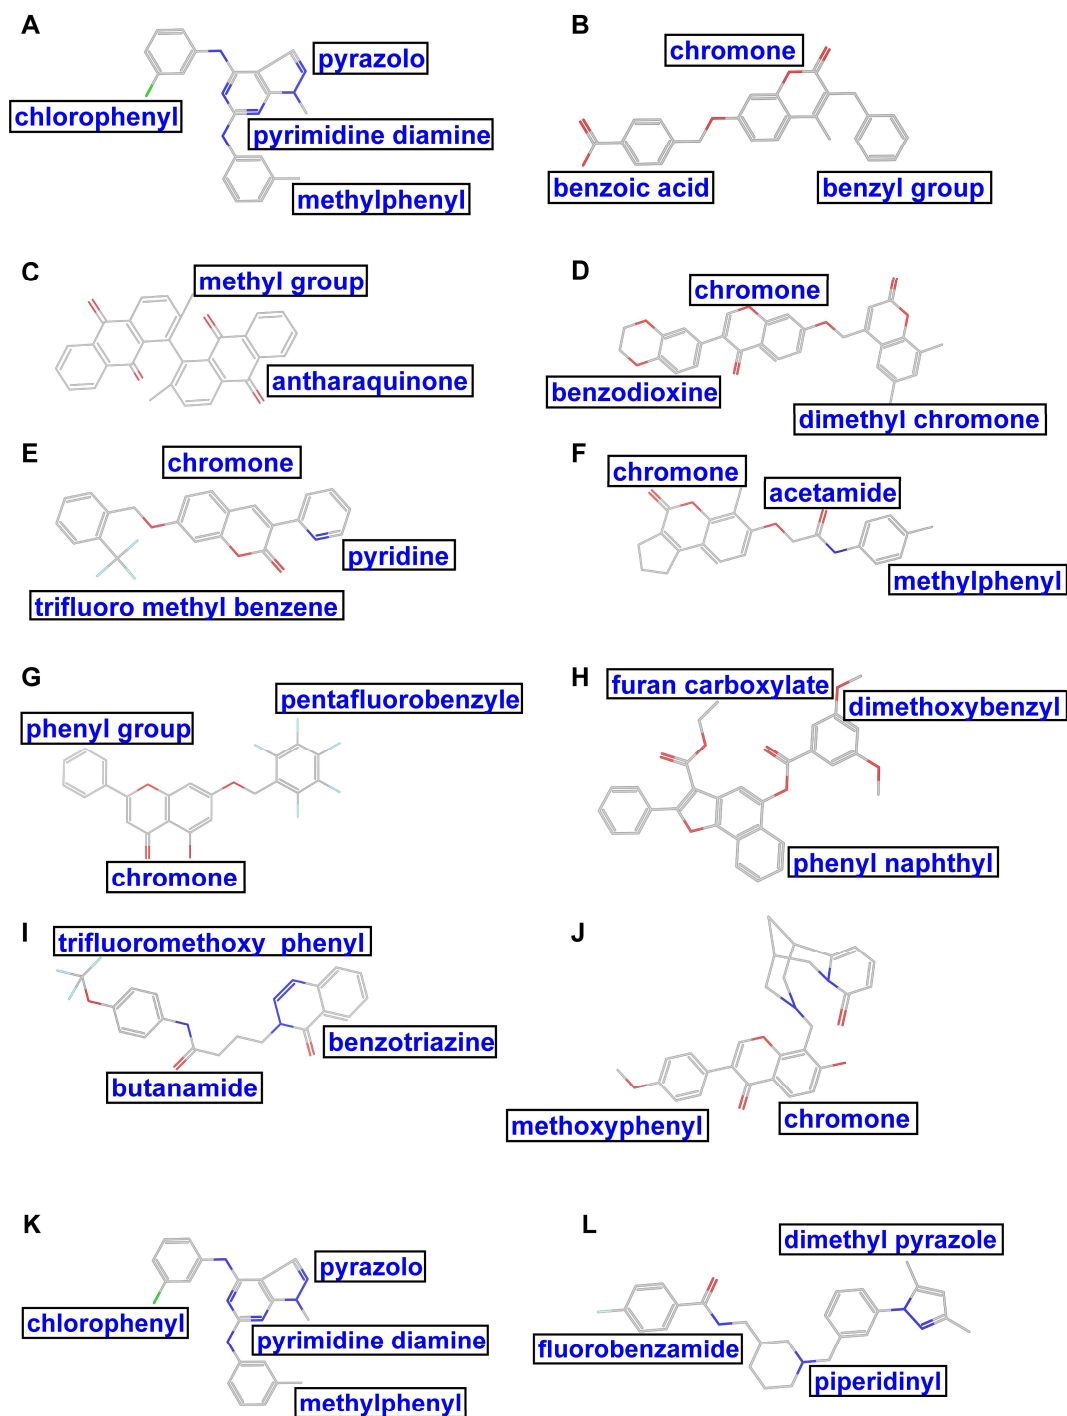 A
pyrazolo
chlorophenyl
pyrimidine diamine
methylphenyl
B
chromone
benzoic acid
benzyl group
C
methyl group
antharaquinone
D
chromone
benzodioxine
dimethyl chromone
E
chromone
pyridine
trifluoro methyl benzene
F
chromone
acetamide
methylphenyl
G
pentafluorobenzyle
phenyl group
chromone
H
furan carboxylate
dimethoxybenzyl
phenyl naphthyl
I
trifluoromethoxy phenyl
benzotriazine
butanamide
J
methoxyphenyl
chromone
K
pyrazolo
chlorophenyl
pyrimidine diamine
methylphenyl
L
dimethyl pyrazole
fluorobenzamide
piperidinyl